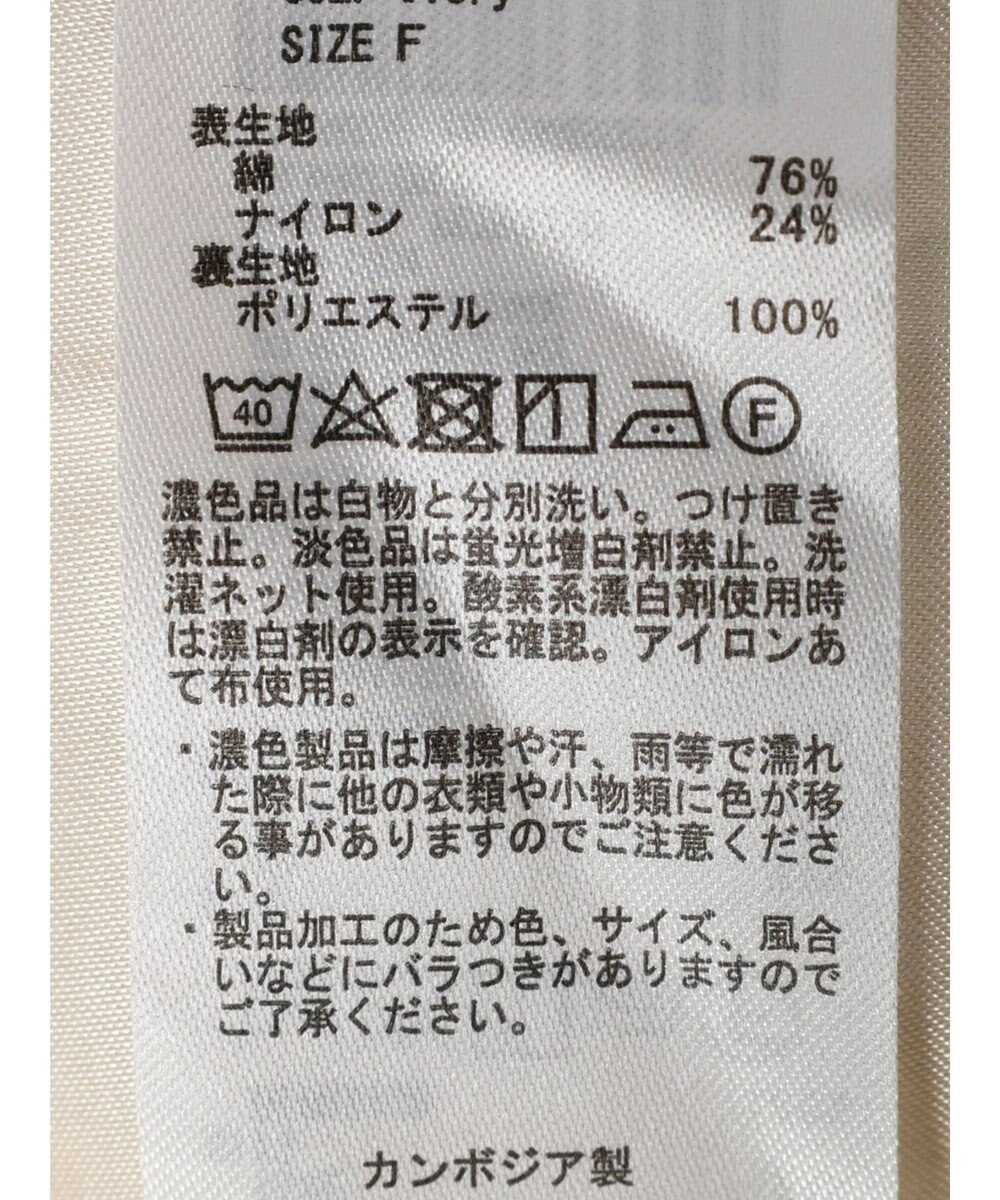 SIZE F
表生地
綿 76%
ナイロン 24%
裏生地
ポリエステル 100%
40 F
濃色品は白物と分別洗い。つけ置き
禁止。淡色品は蛍光増白剤禁止。洗
濯ネット使用。酸素系漂白剤使用時
は漂白剤の表示を確認。アイロンあ
て布使用。
・濃色製品は摩擦や汗、雨等で濡れ
た際に他の衣類や小物類に色が移
る事がありますのでご注意くださ
い。
・製品加工のため色、サイズ、風合
いなどにバラつきがありますので
ご了承ください。
カンボジア製